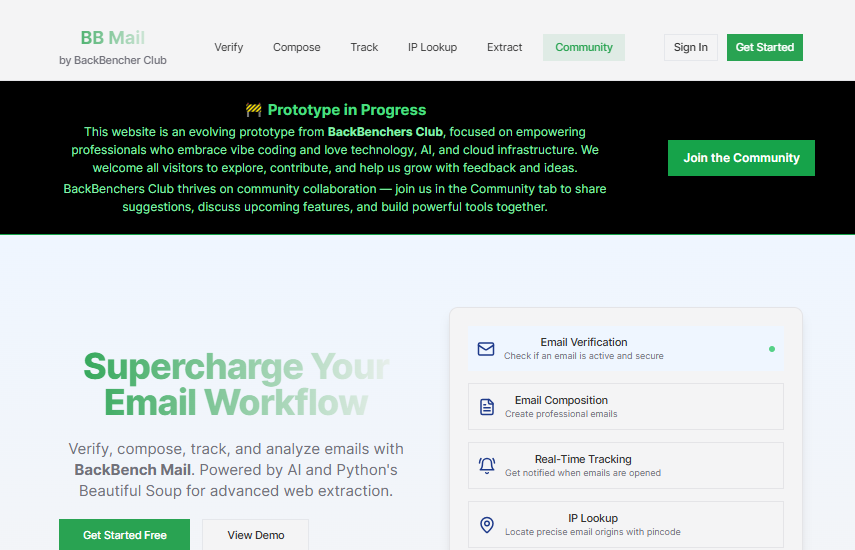 BB Mail
by BackBencher Club
Verify
Compose
Track
IP Lookup
Extract
Community
Sign In
Get Started
🚧 Prototype in Progress
This website is an evolving prototype from BackBenchers Club, focused on empowering
professionals who embrace vibe coding and love technology, AI, and cloud infrastructure. We
welcome all visitors to explore, contribute, and help us grow with feedback and ideas.
BackBenchers Club thrives on community collaboration — join us in the Community tab to share
suggestions, discuss upcoming features, and build powerful tools together.
Join the Community
Supercharge Your
Email Workflow
Verify, compose, track, and analyze emails with
BackBench Mail. Powered by AI and Python's
Beautiful Soup for advanced web extraction.
Get Started Free
View Demo
Email Verification
Check if an email is active and secure
Email Composition
Create professional emails
Real-Time Tracking
Get notified when emails are opened
IP Lookup
Locate precise email origins with pincode